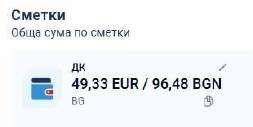 Сметки
Обща сума по сметки
ДК
49,33 EUR / 96,48 BGN
BG